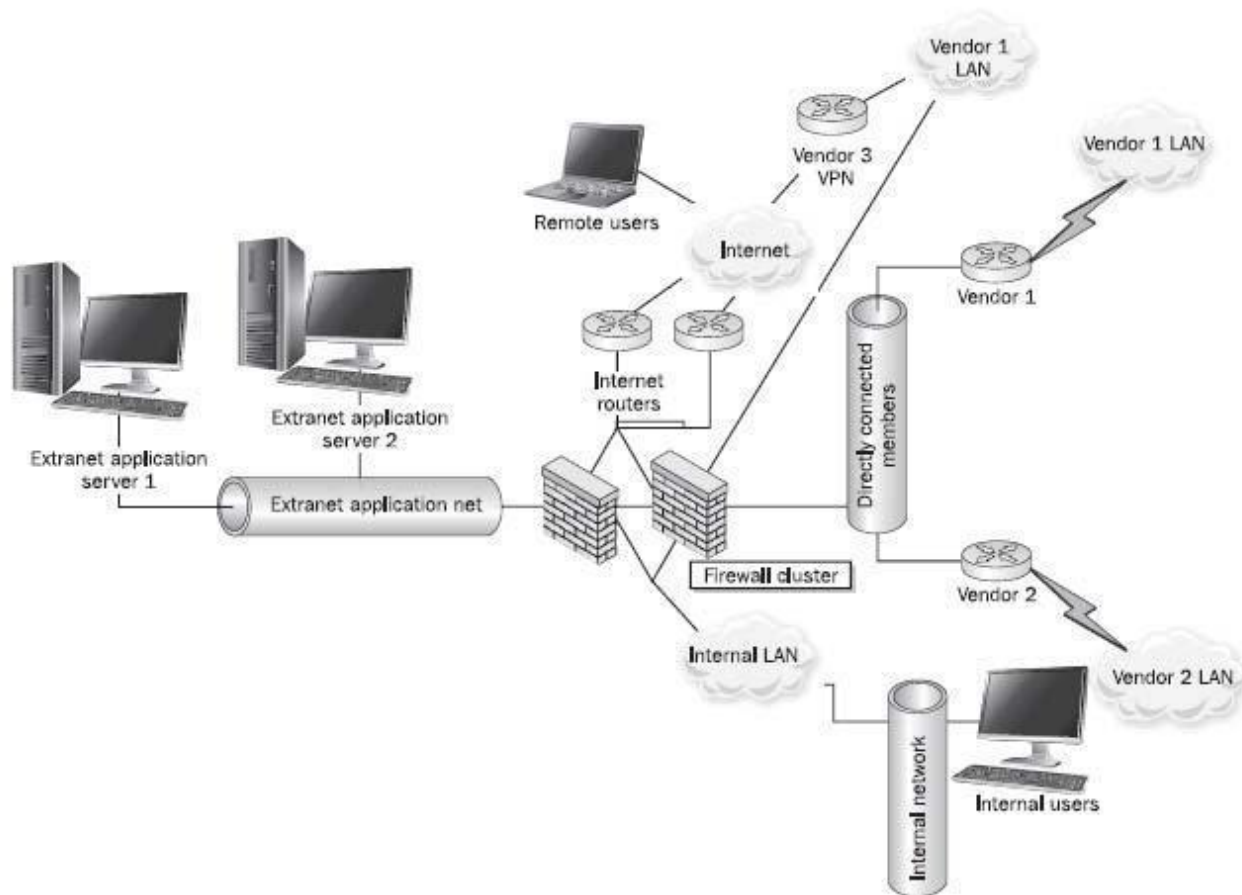 Vendor 1
LAN
Vendor 1 LAN
Vendor 3
VPN
Remote users
Internet
Vendor 1
Internet
routers
Directly connected
members
Extranet application
server 2
Extranet application
server 1
Extranet application net
Firewall cluster
Vendor 2
Internal LAN
Vendor 2 LAN
Internal network
Internal users